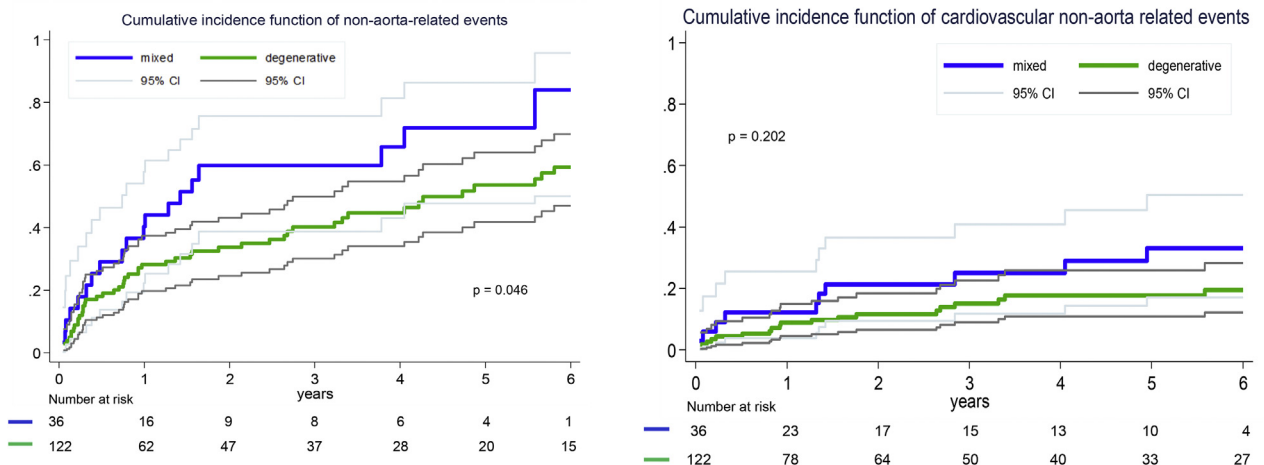 Cumulative incidence function of non-aorta-related events
1
.8
.6
.4
.2
0
mixed
degenerative
95% CI
95% CI
p = 0.046
0 1 2 3 4 5 6
years
Number at risk
36 16 9 8 6 4 1
122 62 47 37 28 20 15
Cumulative incidence function of cardiovascular non-aorta related events
1
.8
.6
.4
.2
0
mixed
degenerative
95% CI
95% CI
p = 0.202
0 1 2 3 4 5 6
years
Number at risk
36 23 17 15 13 10 4
122 78 64 50 40 33 27